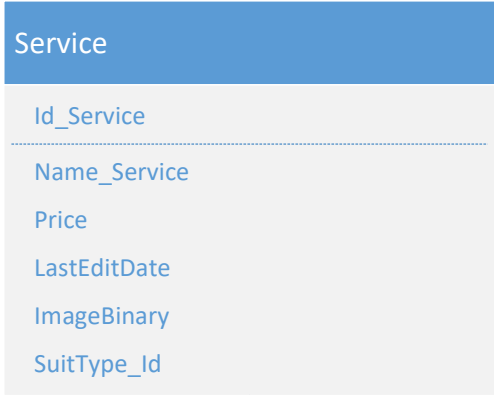 Service
Id_Service
Name_Service
Price
LastEditDate
ImageBinary
SuitType_Id